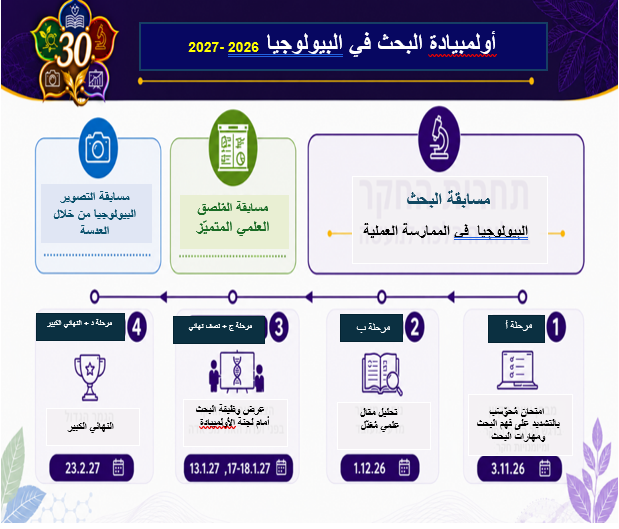 30
أولمبيادة البحث في البيولوجيا 2026 -2027
مسابقة البحث
البيولوجيا في الممارسة العملية
مسابقة المُلصق
العلمي المتميّز
مسابقة التصوير
البيولوجيا من خلال
العدسة
1
مرحلة أ
امتحان مُحَوْسَب
بالتشديد على فهم البحث
ومهارات البحث
3.11.26
2
مرحلة ب
تحليل مقال
علمي مُعَدّل
1.12.26
3
مرحلة ج + نصف نهائي
عرض وظيفة البحث
أمام لجنة الأولمبيادة
13.1.27 ,17-18.1.27
4
مرحلة د + النهائي الكبير
النهائي الكبير
23.2.27